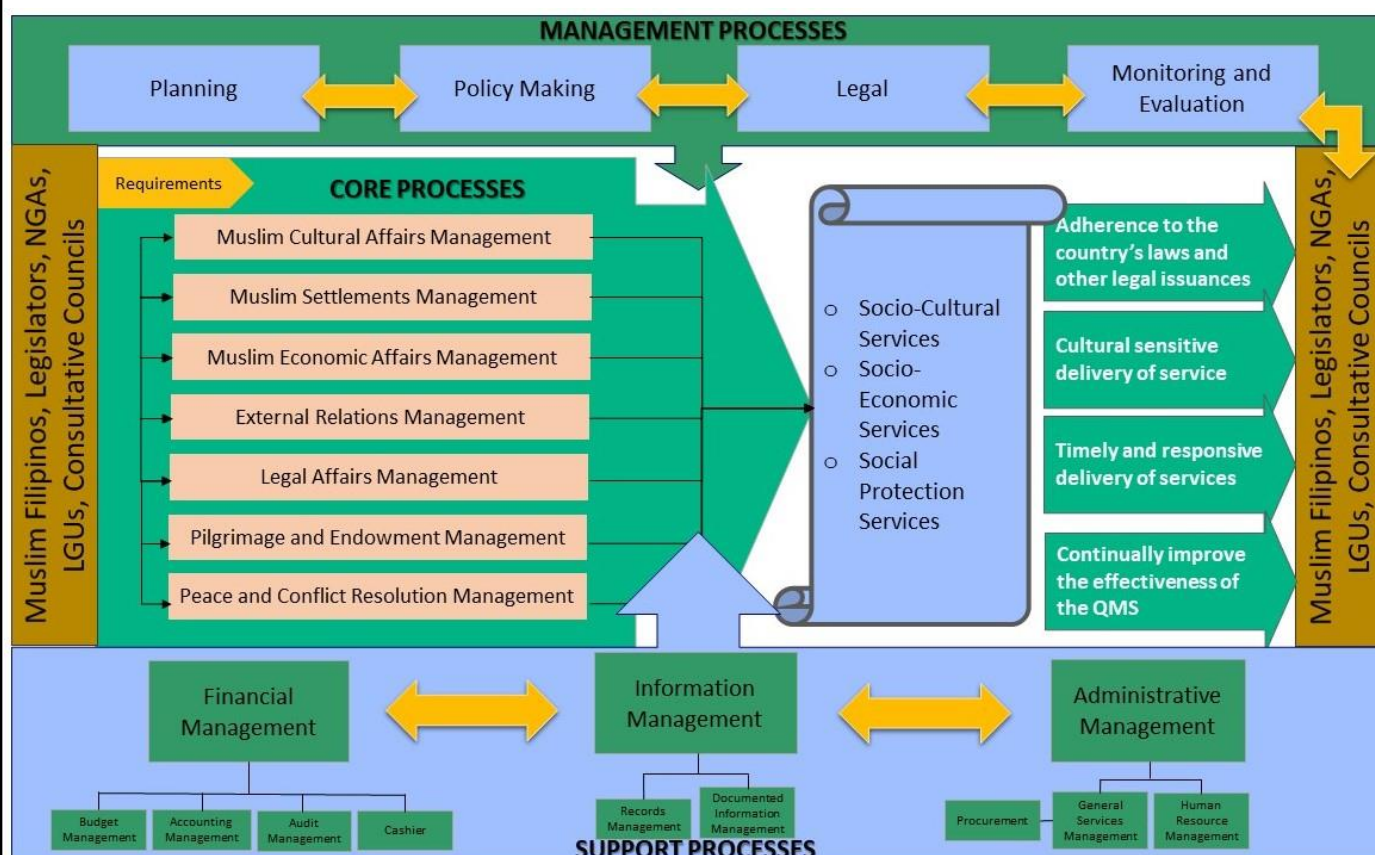 MANAGEMENT PROCESSES
Planning
Policy Making
Legal
Monitoring and
Evaluation
Muslim Filipinos, Legislators, NGAs,
LGUs, Consultative Councils
Requirements
CORE PROCESSES
Muslim Cultural Affairs Management
Muslim Settlements Management
Muslim Economic Affairs Management
External Relations Management
Legal Affairs Management
Pilgrimage and Endowment Management
Peace and Conflict Resolution Management
o Socio-Cultural
Services
o Socio-
Economic
Services
o Social
Protection
Services
Adherence to the
country's laws and
other legal issuances
Cultural sensitive
delivery of service
Timely and responsive
delivery of services
Continually improve
the effectiveness of
the QMS
Muslim Filipinos, Legislators, NGAs,
LGUs, Consultative Councils
Financial
Management
Information
Management
Administrative
Management
Budget
Management
Accounting
Management
Audit
Management
Cashier
Records
Management
Documented
Information
Management
Procurement
General
Services
Management
Human
Resource
Management
SUPPORT PROCESSES